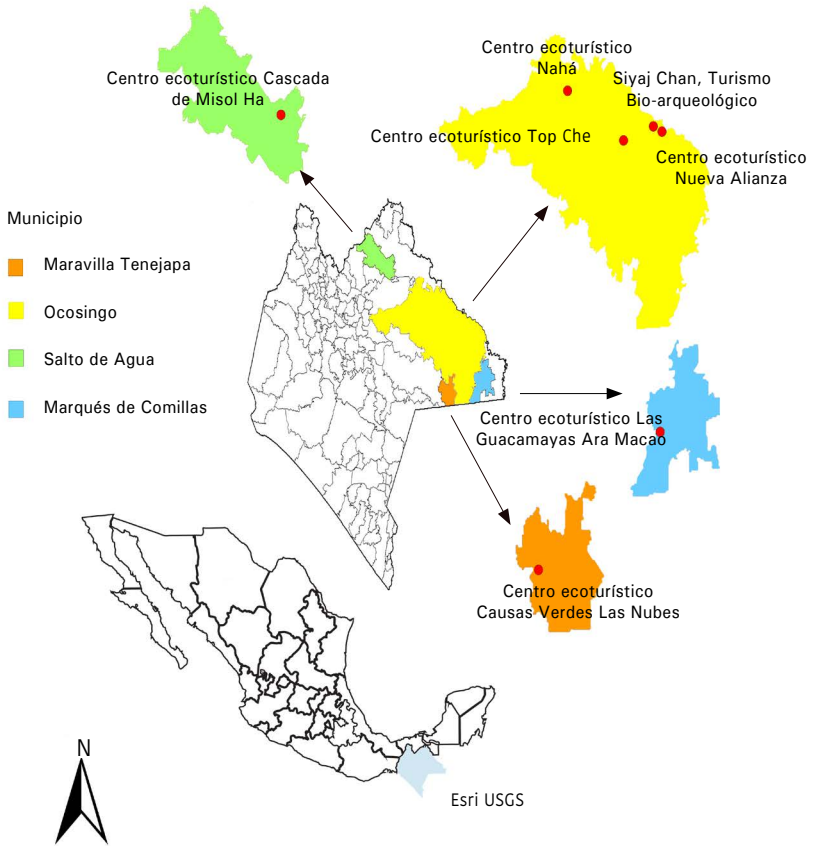 Centro ecoturístico Cascada
de Misol Ha
Centro ecoturístico
Nahá
Siyaj Chan, Turismo
Bio-arqueológico
Centro ecoturístico Top Che
Centro ecoturístico
Nueva Alianza
Municipio
Maravilla Tenejapa
Ocosingo
Salto de Agua
Marqués de Comillas
Centro ecoturístico Las
Guacamayas Ara Macao
Centro ecoturístico
Causas Verdes Las Nubes
N
Esri USGS